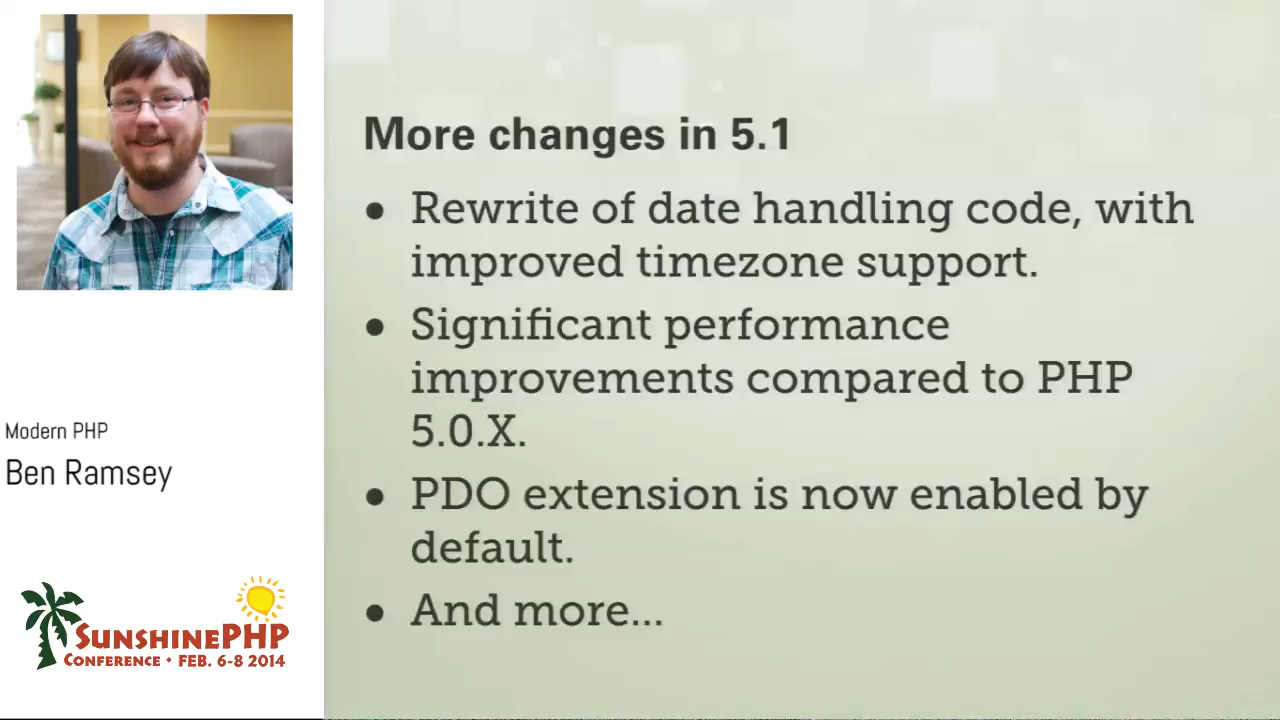 Modern PHP
Ben Ramsey
SUNSHINEPHP
CONFERENCE • FEB. 6-8 2014
More changes in 5.1
• Rewrite of date handling code, with
improved timezone support.
• Significant performance
improvements compared to PHP
5.0.X.
• PDO extension is now enabled by
default.
• And more...